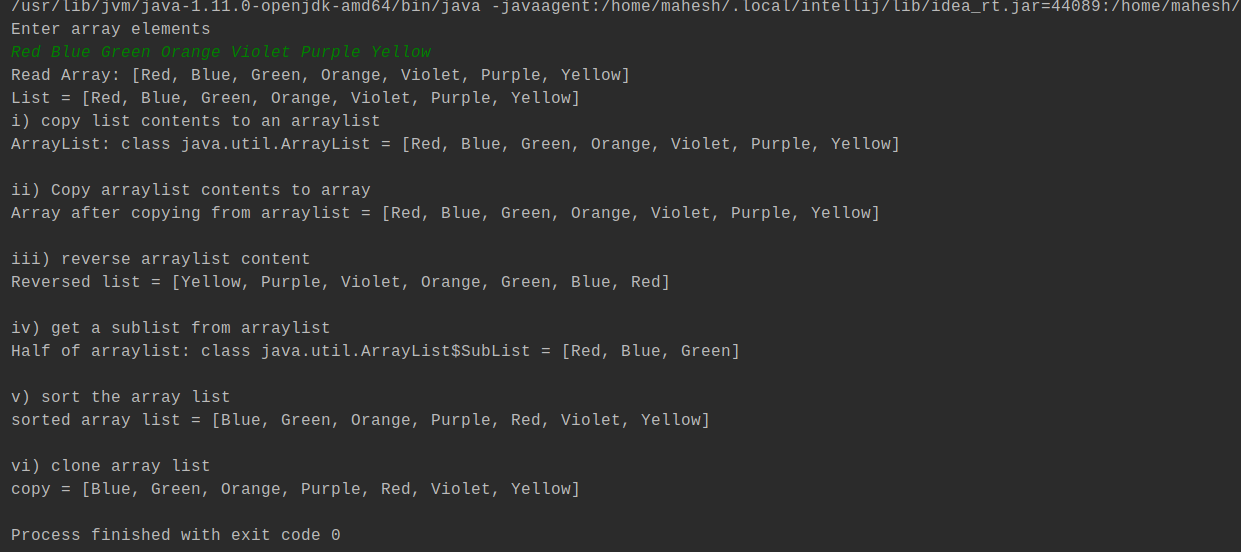 /usr/lib/jvm/java-1.11.0-openjdk-amd64/bin/java -javaagent:/home/mahesh/.local/intellij/lib/idea_rt.jar=44089:/home/mahesh/
Enter array elements
Red Blue Green Orange Violet Purple Yellow
Read Array: [Red, Blue, Green, Orange, Violet, Purple, Yellow]
List = [Red, Blue, Green, Orange, Violet, Purple, Yellow]
i) copy list contents to an arraylist
ArrayList: class java.util.ArrayList = [Red, Blue, Green, Orange, Violet, Purple, Yellow]
ii) Copy arraylist contents to array
Array after copying from arraylist = [Red, Blue, Green, Orange, Violet, Purple, Yellow]
iii) reverse arraylist content
Reversed list = [Yellow, Purple, Violet, Orange, Green, Blue, Red]
iv) get a sublist from arraylist
Half of arraylist: class java.util.ArrayList$SubList = [Red, Blue, Green]
v) sort the array list
sorted array list = [Blue, Green, Orange, Purple, Red, Violet, Yellow]
vi) clone array list
copy = [Blue, Green, Orange, Purple, Red, Violet, Yellow]
Process finished with exit code 0